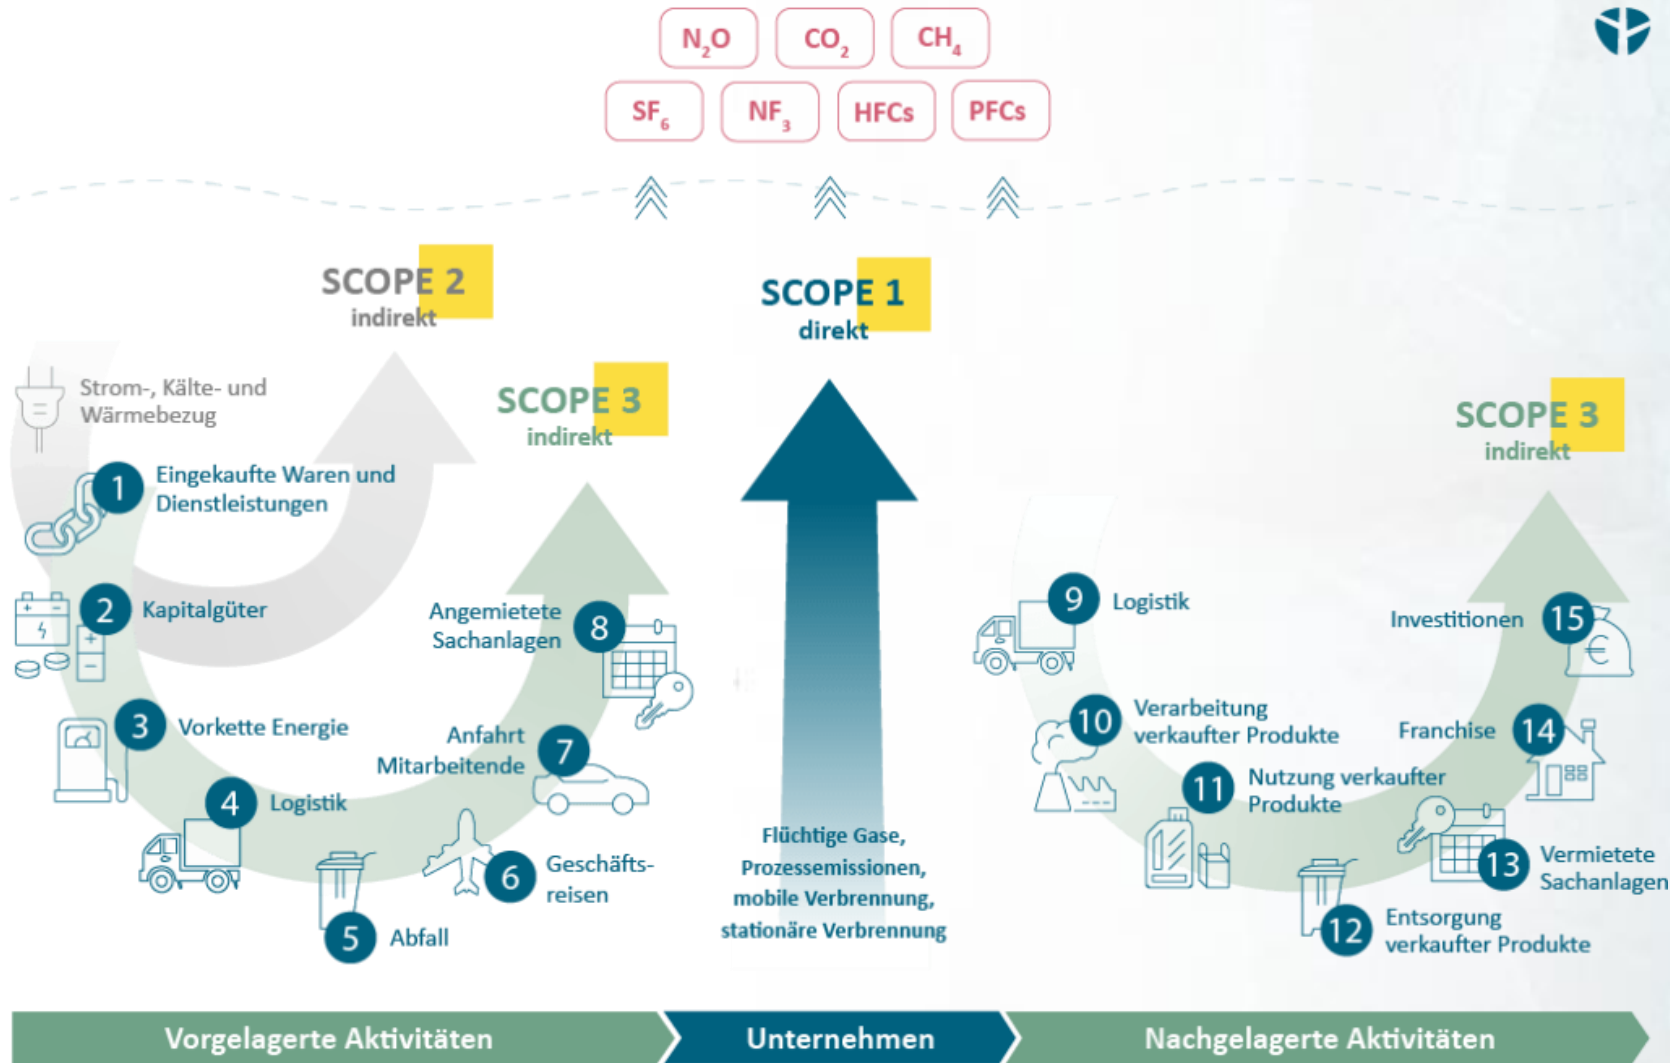 N₂O
CO₂
CH₄
SF₆
NF₃
HFCs
PFCs
SCOPE 2
indirekt
SCOPE 1
direkt
SCOPE 3
indirekt
SCOPE 3
indirekt
Strom-, Kälte- und
Wärmebezug
1
Eingekaufte Waren und
Dienstleistungen
2
Kapitalgüter
3
Vorkette Energie
4
Logistik
5
Abfall
6
Geschäfts-
reisen
7
Anfahrt
Mitarbeitende
8
Angemietete
Sachanlagen
Flüchtige Gase,
Prozessemissionen,
mobile Verbrennung,
stationäre Verbrennung
9
Logistik
10
Verarbeitung
verkaufter Produkte
11
Nutzung verkaufter
Produkte
12
Entsorgung
verkaufter Produkte
13
Vermietete
Sachanlagen
14
Franchise
15
Investitionen
€
Vorgelagerte Aktivitäten
Unternehmen
Nachgelagerte Aktivitäten